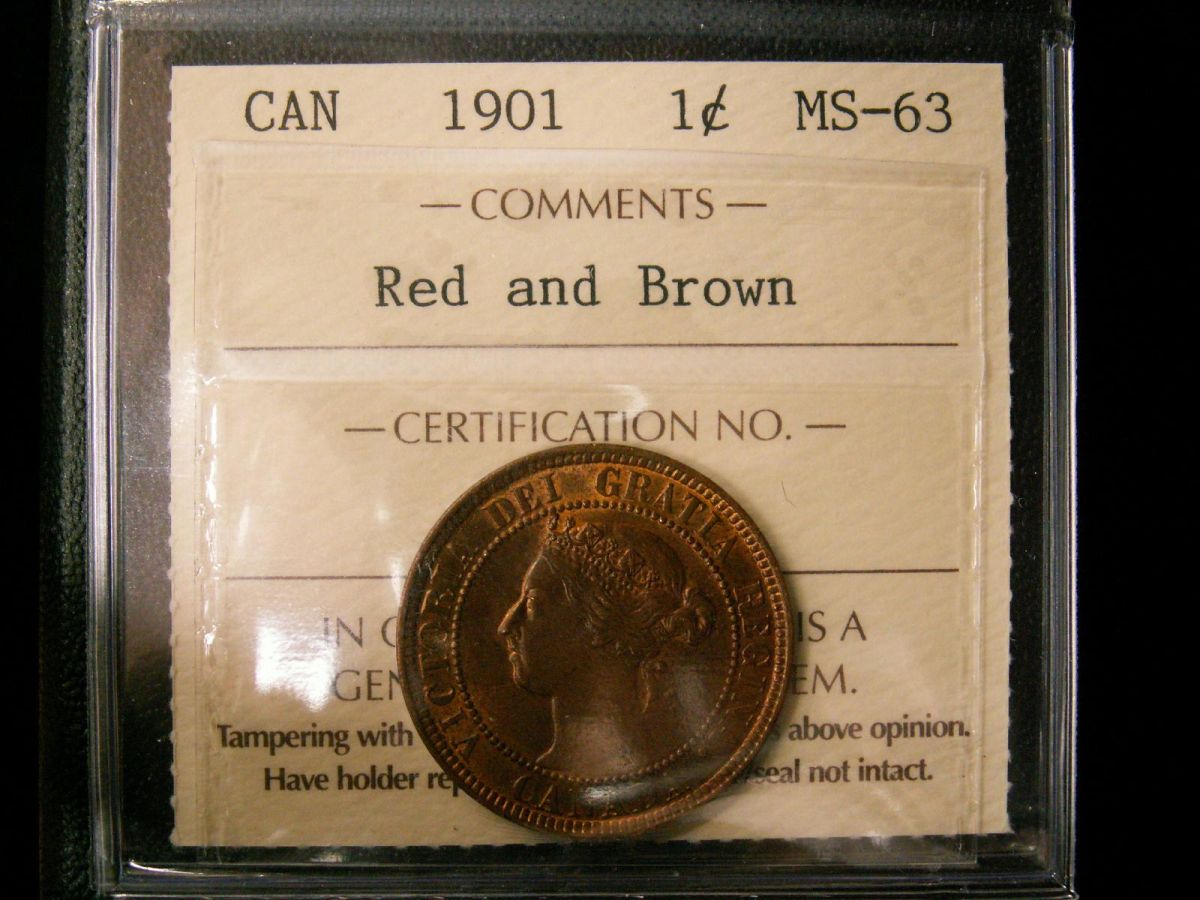 CAN 1901 1¢ MS-63
— COMMENTS —
Red and Brown
— CERTIFICATION NO. —
VICTORIA DEI GRATIA REGINA
IN IS A
Tampering with above opinion.
Have holder seal not intact.